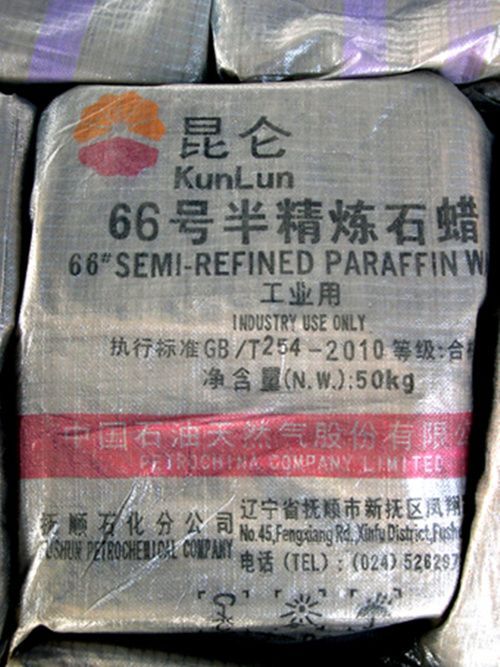 昆仑
KunLun
66号半精炼石蜡
66# SEMI-REFINED PARAFFIN
工业用
INDUSTRY USE ONLY
执行标准 GB/T254-2010 等级:合
净含量(N.W.):50kg
中国石油天然气股份有限公
PETROCHINA COMPANY LIMITED
抚顺石化分公司
FUSHUN PETROCHEMICAL COMPANY
辽宁省抚顺市新抚区凤翔
No.45,Fengxiang Rd.,Xinfu District,Fush
电话（TEL）：(024) 526297